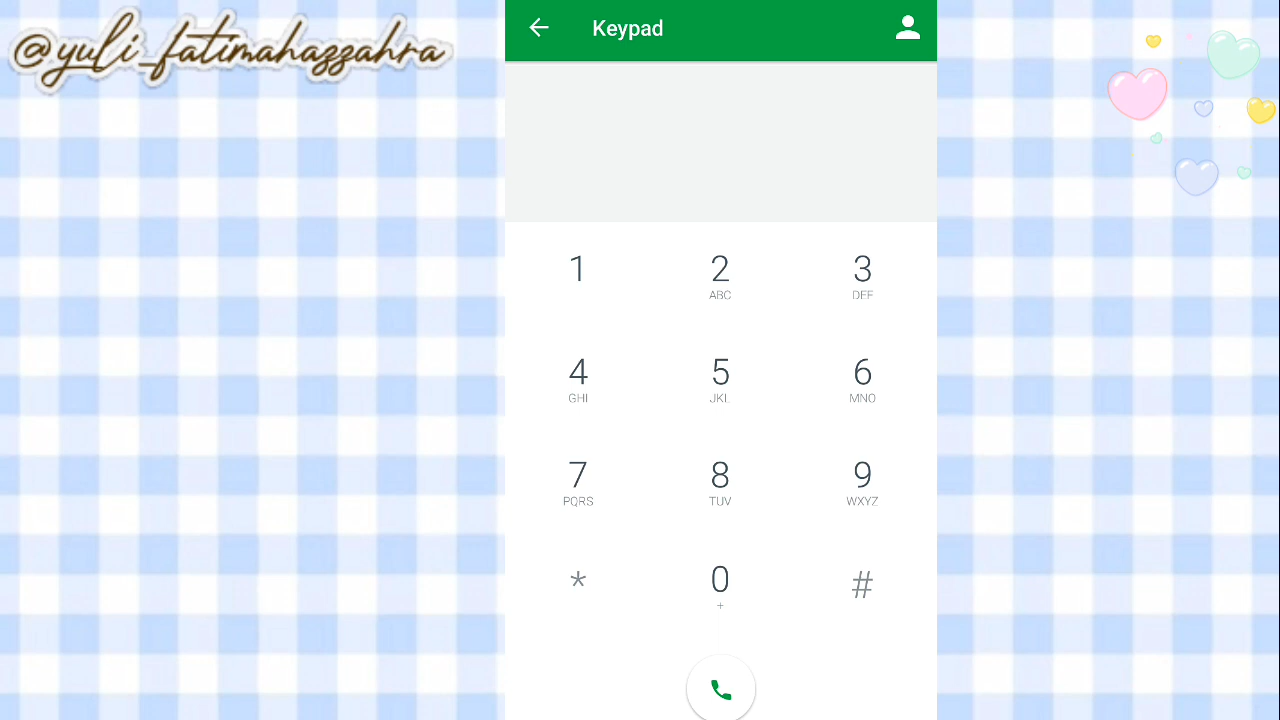 @yuli_fatimahazzahra
Keypad
1 2 3
ABC DEF
4 5 6
GHI JKL MNO
7 8 9
PQRS TUV WXYZ
* 0 #
+